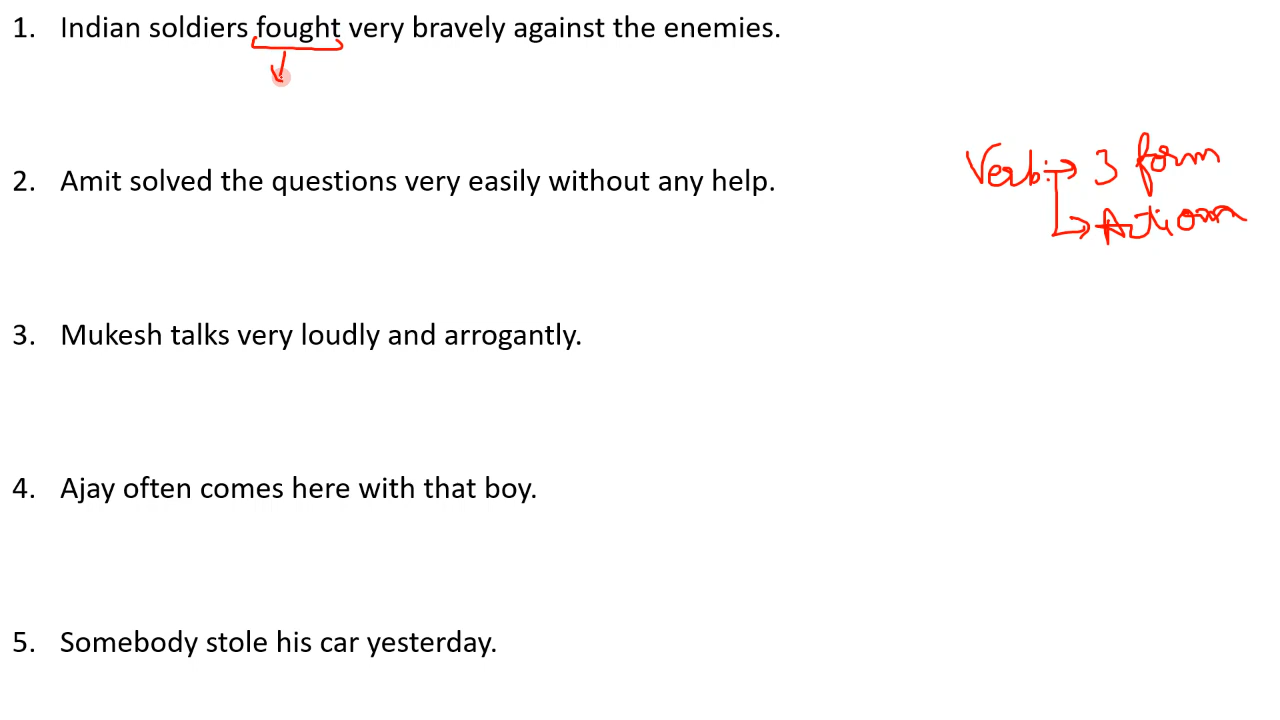 1. Indian soldiers fought very bravely against the enemies.
Verb:→ 3 form
2. Amit solved the questions very easily without any help.
↳ Action
3. Mukesh talks very loudly and arrogantly.
4. Ajay often comes here with that boy.
5. Somebody stole his car yesterday.